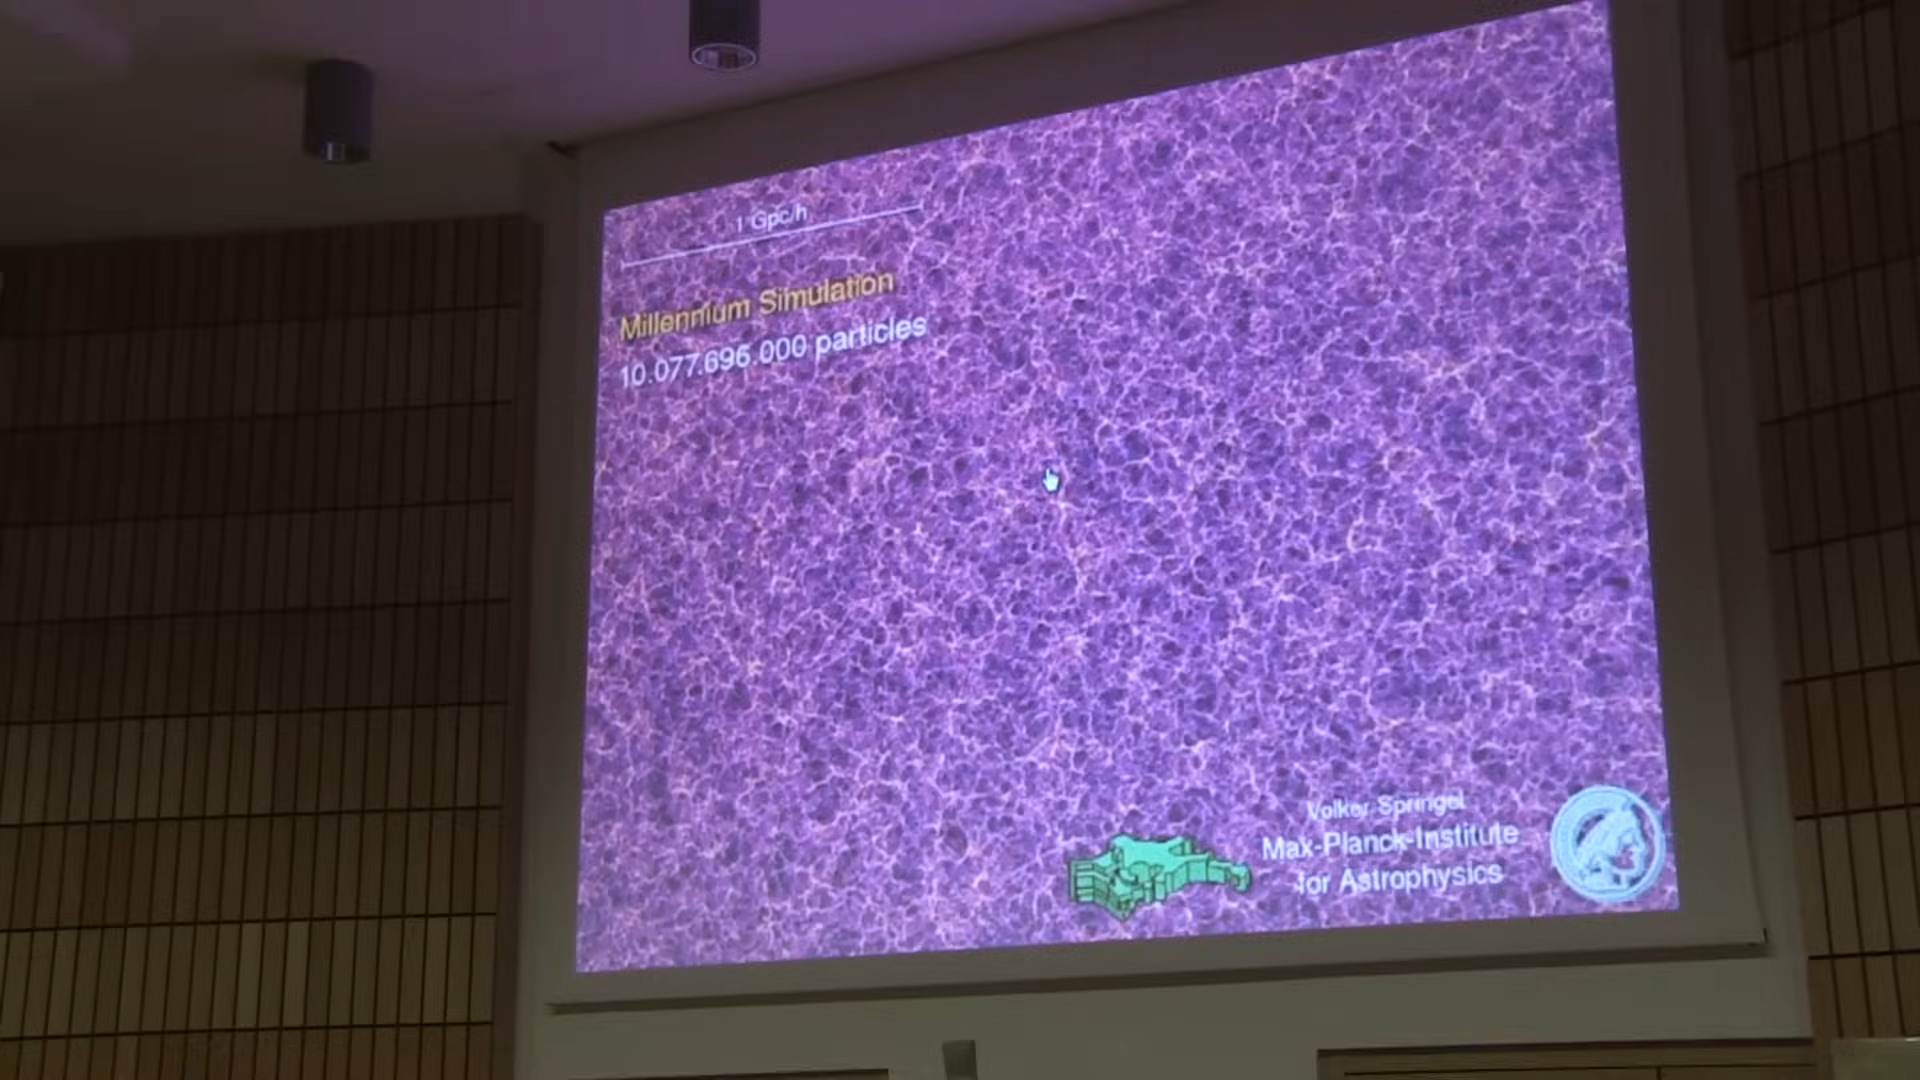 1 Gpc/h
Millennium Simulation
10.077.696.000 particles
Volker Springel
Max-Planck-Institute
for Astrophysics